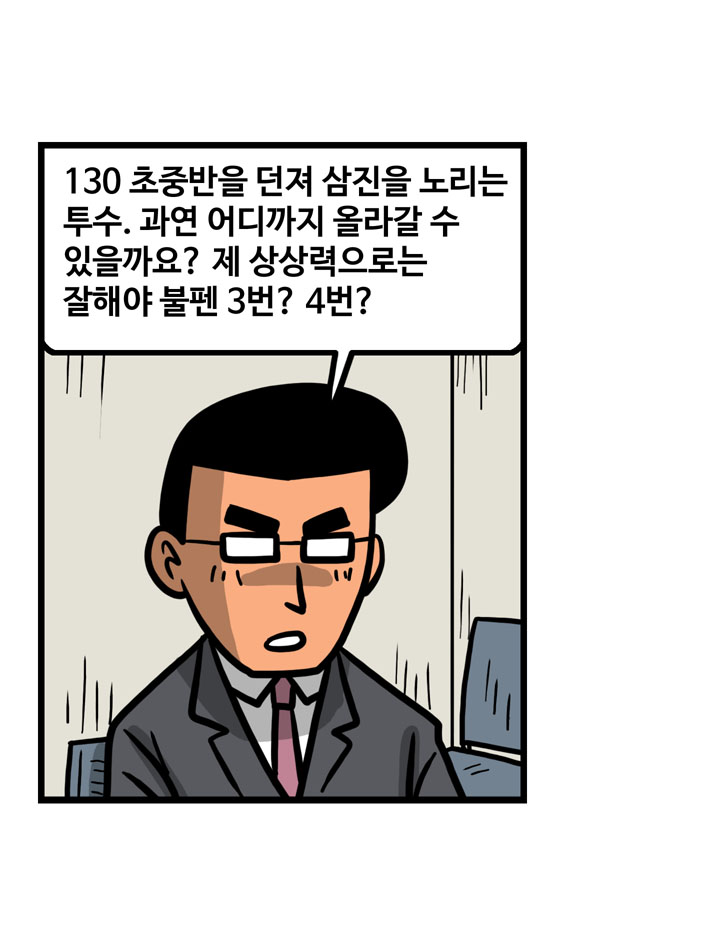 130 초중반을 던져 삼진을 노리는
투수. 과연 어디까지 올라갈 수
있을까요? 제 상상력으로는
잘해야 불펜 3번? 4번?